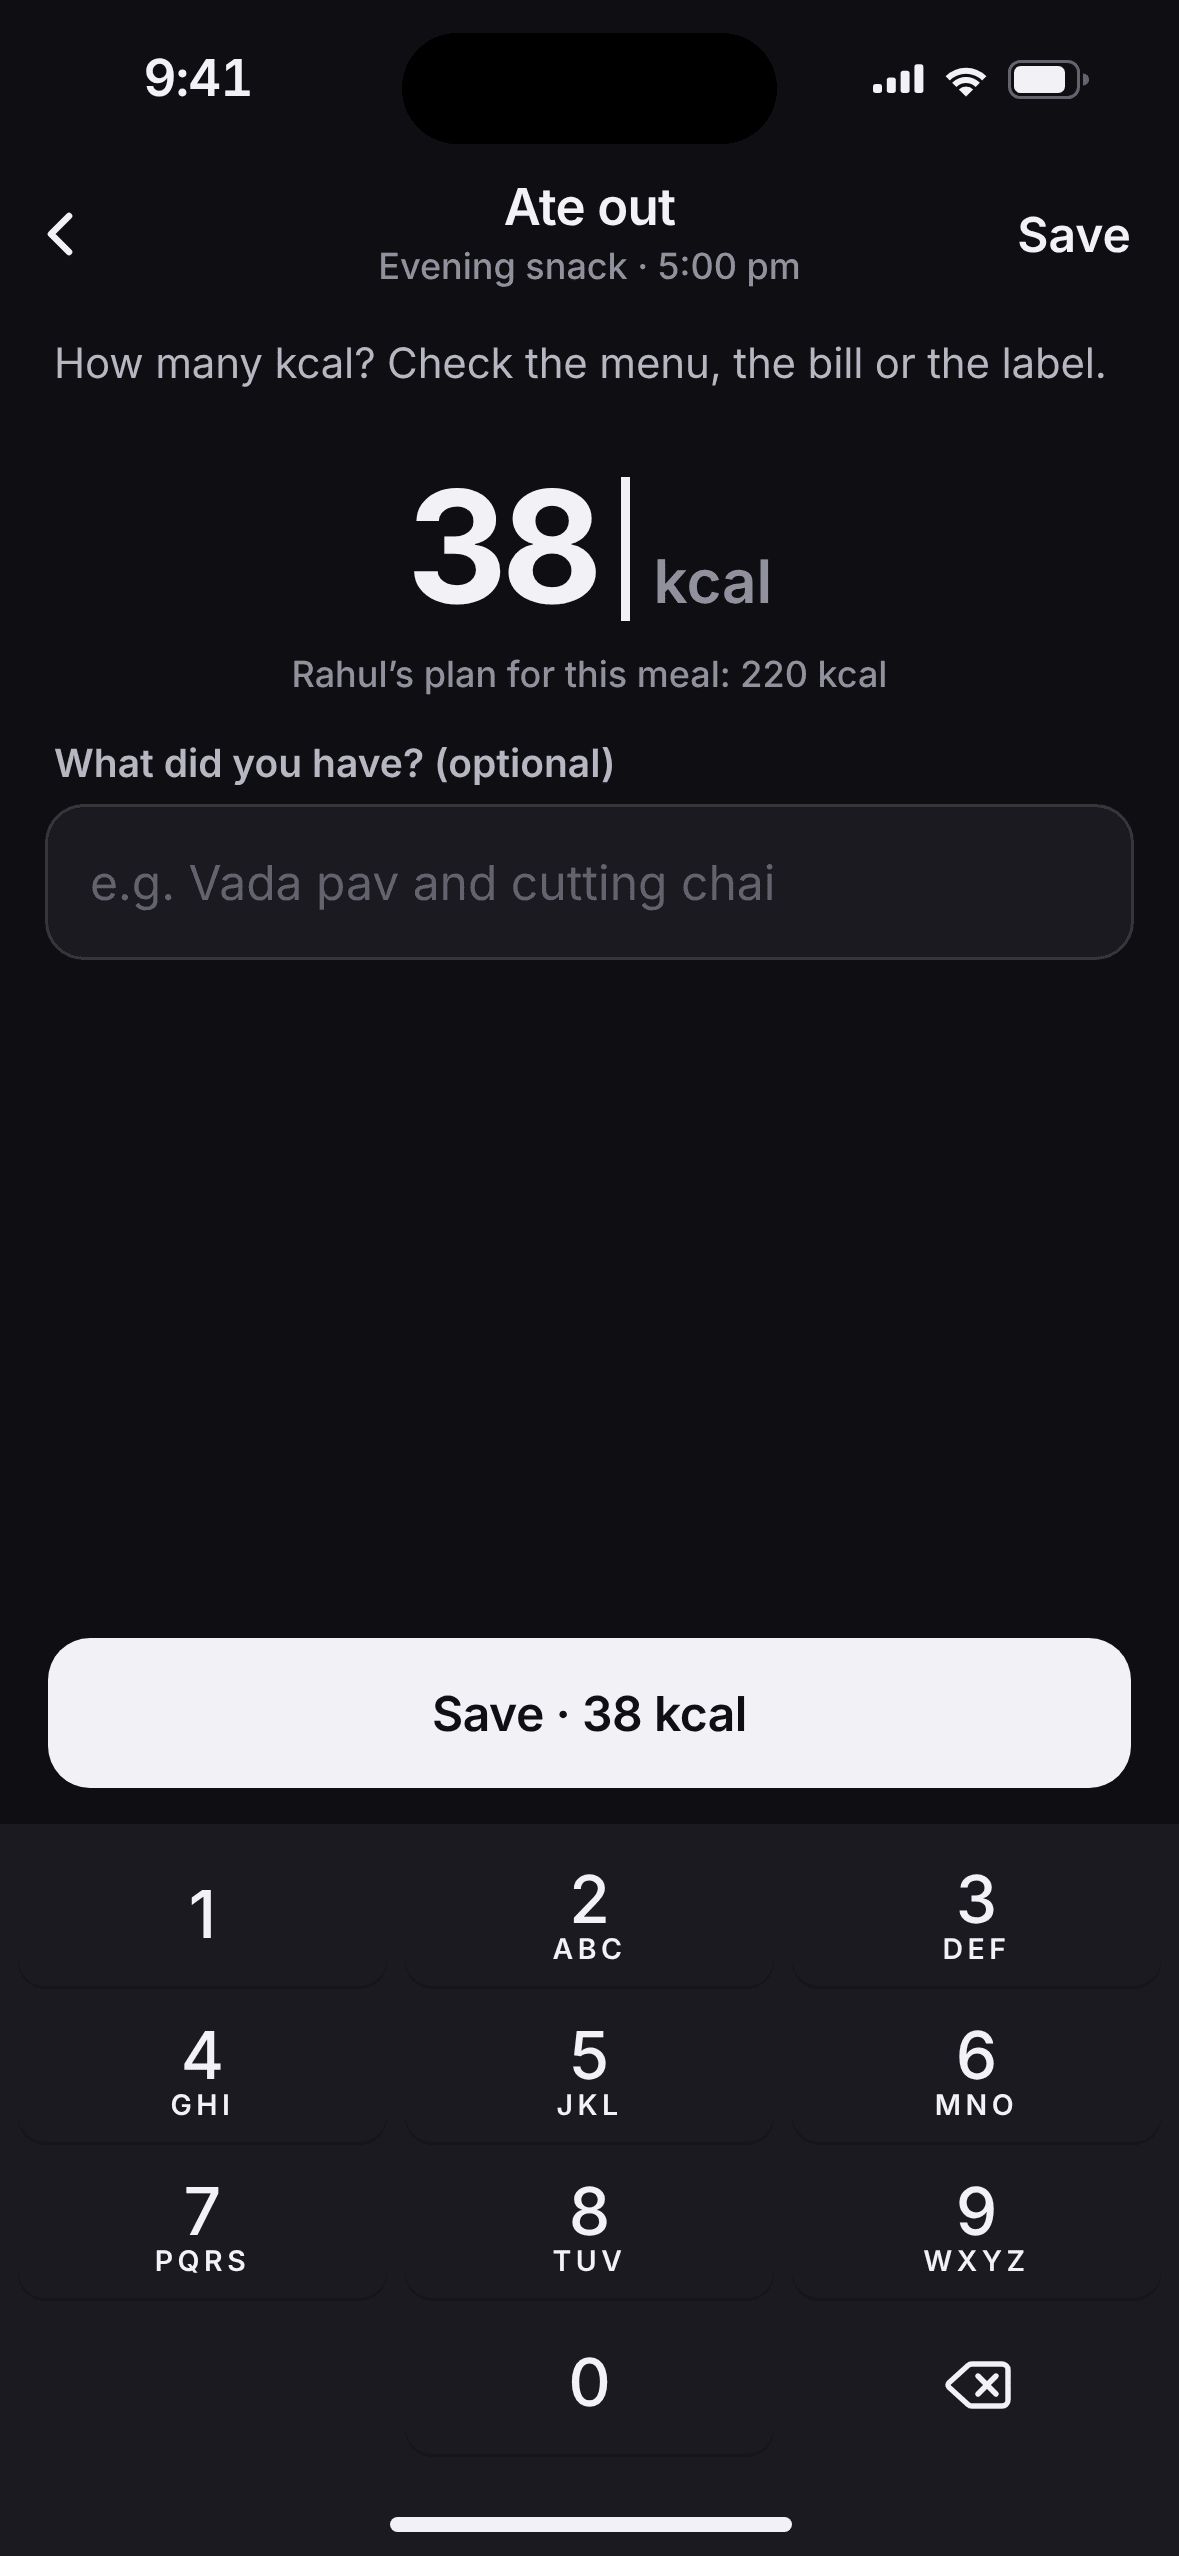 9:41
Ate out
Evening snack · 5:00 pm
Save
How many kcal? Check the menu, the bill or the label.
38 kcal
Rahul’s plan for this meal: 220 kcal
What did you have? (optional)
e.g. Vada pav and cutting chai
Save · 38 kcal
1
2
ABC
3
DEF
4
GHI
5
JKL
6
MNO
7
PQRS
8
TUV
9
WXYZ
0